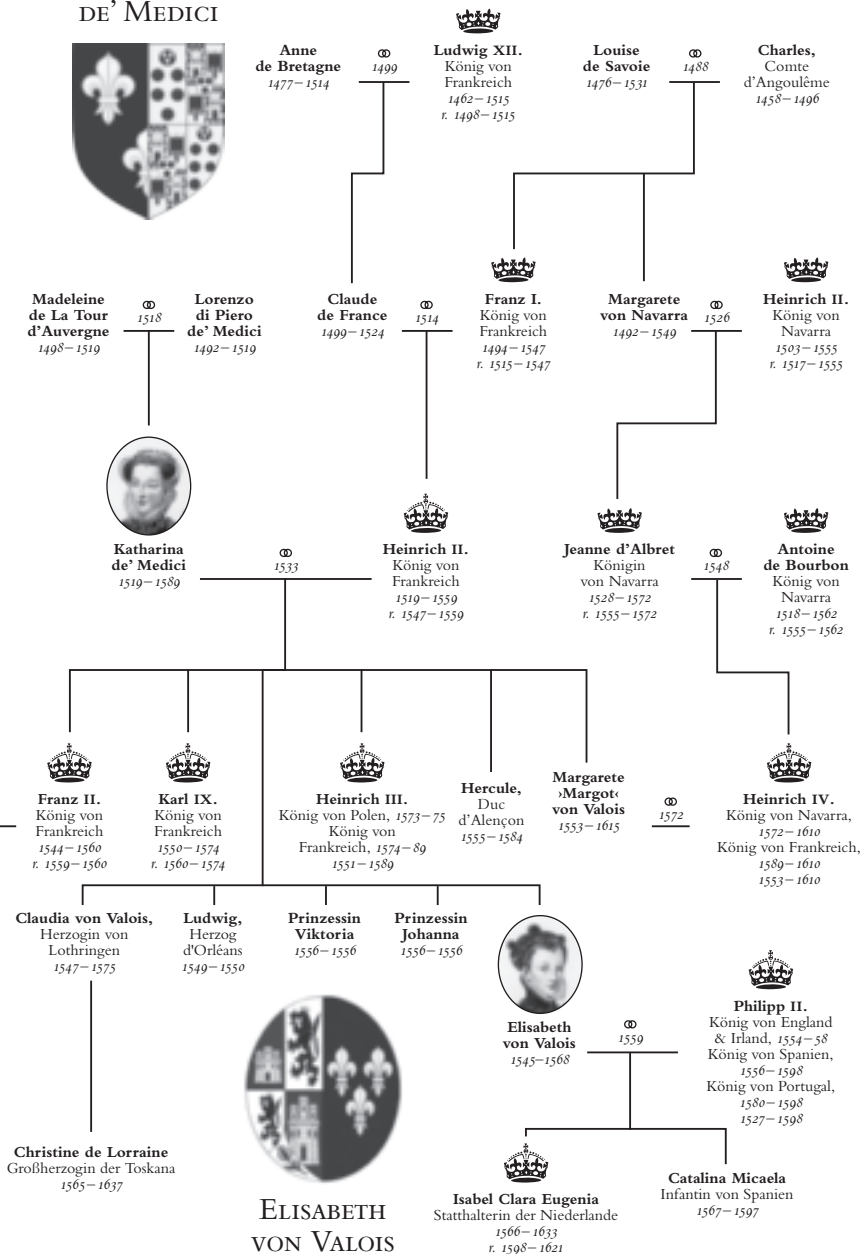 DE' MEDICI
Anne
de Bretagne
1477–1514
⚭
1499
Ludwig XII.
König von
Frankreich
1462–1515
r. 1498–1515
Louise
de Savoie
1476–1531
⚭
1488
Charles,
Comte
d'Angoulême
1458–1496
Madeleine
de La Tour
d'Auvergne
1498–1519
⚭
1518
Lorenzo
di Piero
de' Medici
1492–1519
Claude
de France
1499–1524
⚭
1514
Franz I.
König von
Frankreich
1494–1547
r. 1515–1547
Margarete
von Navarra
1492–1549
⚭
1526
Heinrich II.
König von
Navarra
1503–1555
r. 1517–1555
Katharina
de' Medici
1519–1589
⚭
1533
Heinrich II.
König von
Frankreich
1519–1559
r. 1547–1559
Jeanne d'Albret
Königin
von Navarra
1528–1572
r. 1555–1572
⚭
1548
Antoine
de Bourbon
König von
Navarra
1518–1562
r. 1555–1562
Franz II.
König von
Frankreich
1544–1560
r. 1559–1560
Karl IX.
König von
Frankreich
1550–1574
r. 1560–1574
Heinrich III.
König von Polen, 1573–75
König von
Frankreich, 1574–89
1551–1589
Hercule,
Duc
d'Alençon
1555–1584
Margarete
›Margot‹
von Valois
1553–1615
⚭
1572
Heinrich IV.
König von Navarra,
1572–1610
König von Frankreich,
1589–1610
1553–1610
Claudia von Valois,
Herzogin von
Lothringen
1547–1575
Ludwig,
Herzog
d'Orléans
1549–1550
Prinzessin
Viktoria
1556–1556
Prinzessin
Johanna
1556–1556
Elisabeth
von Valois
1545–1568
⚭
1559
Philipp II.
König von England
& Irland, 1554–58
König von Spanien,
1556–1598
König von Portugal,
1580–1598
1527–1598
Christine de Lorraine
Großherzogin der Toskana
1565–1637
ELISABETH
VON VALOIS
Isabel Clara Eugenia
Statthalterin der Niederlande
1566–1633
r. 1598–1621
Catalina Micaela
Infantin von Spanien
1567–1597